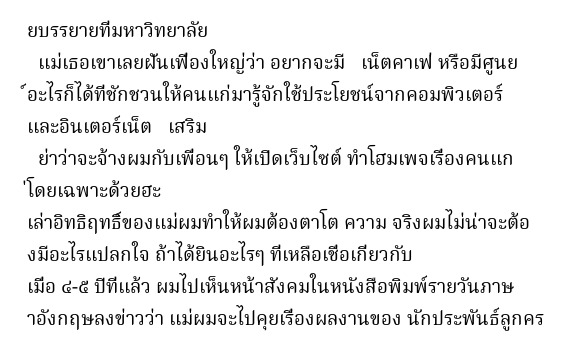 ยบรรยายที่มหาวิทยาลัย
แม่เธอเขาเลยฝันเฟื่องใหญ่ว่า อยากจะมี เน็ตคาเฟ่ หรือมีศูนย
์อะไรก็ได้ที่ชักชวนให้คนแก่มารู้จักใช้ประโยชน์จากคอมพิวเตอร์
และอินเตอร์เน็ต เสริม
ย่าว่าจะจ้างผมกับเพื่อนๆ ให้เปิดเว็บไซต์ ทำโฮมเพจเรื่องคนแก
่โดยเฉพาะด้วยฮะ
เล่าอิทธิฤทธิ์ของแม่ผมทำให้ผมต้องตาโต ความ จริงผมไม่น่าจะต้อ
งมีอะไรแปลกใจ ถ้าได้ยินอะไรๆ ที่เหลือเชื่อเกี่ยวกับ
เมื่อ ๔-๕ ปีที่แล้ว ผมไปเห็นหน้าสังคมในหนังสือพิมพ์รายวันภาษ
าอังกฤษลงข่าวว่า แม่ผมจะไปคุยเรื่องผลงานของ นักประพันธ์ลูกคร